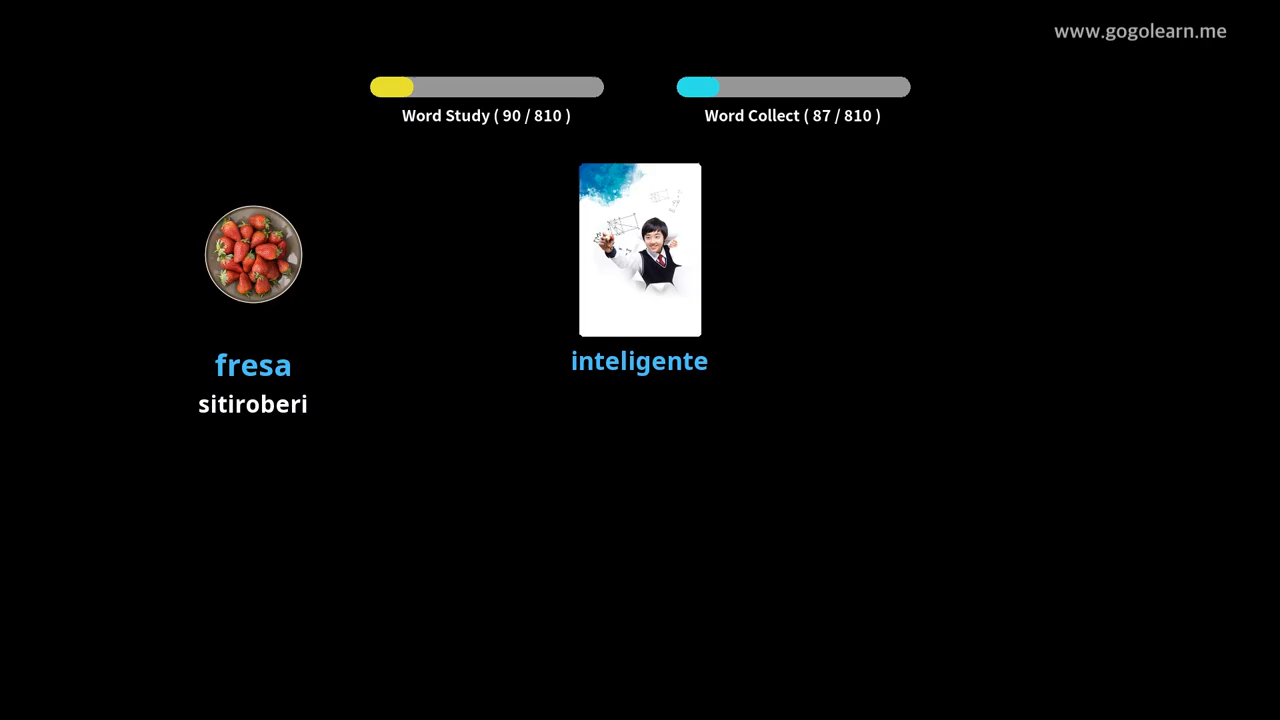 www.gogolearn.me
Word Study ( 90 / 810 )
Word Collect ( 87 / 810 )
fresa
sitiroberi
inteligente